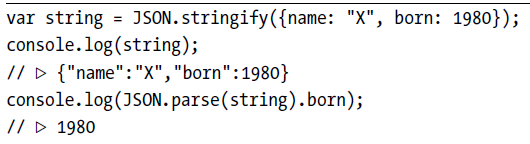 var string = JSON.stringify({name: "X", born: 1980});
console.log(string);
// ▷ {"name":"X","born":1980}
console.log(JSON.parse(string).born);
// ▷ 1980